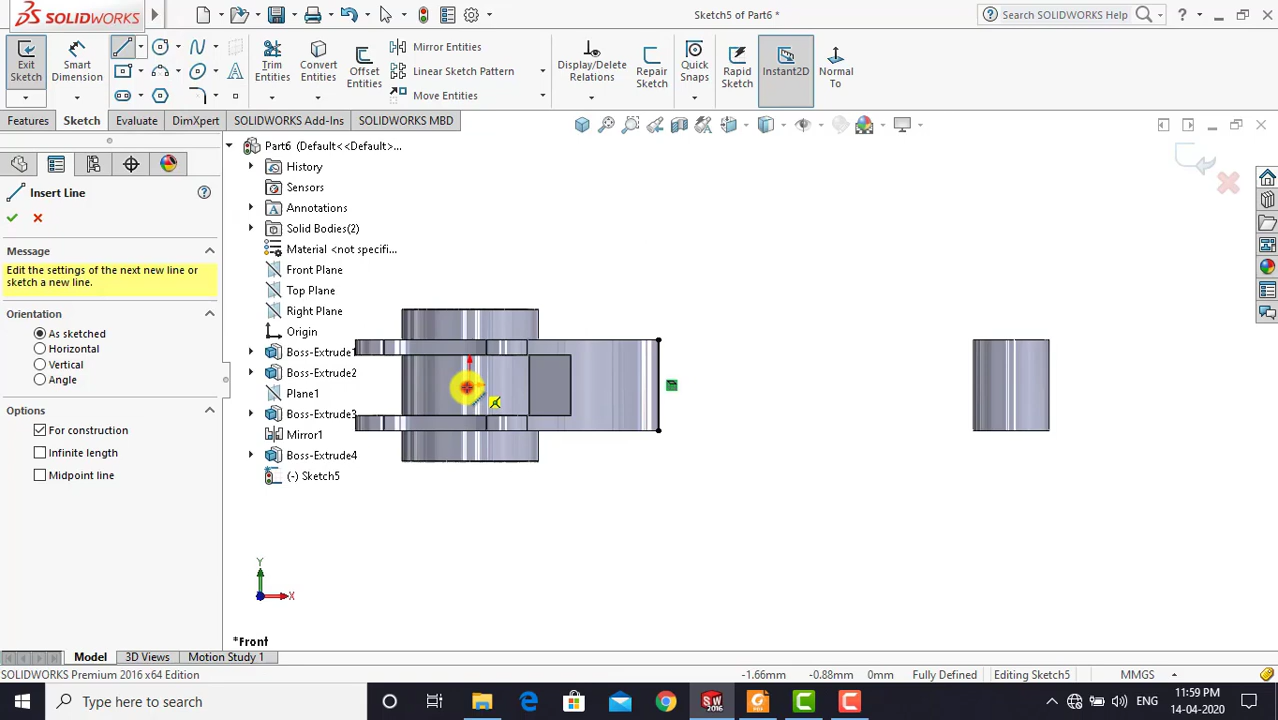 SOLIDWORKS
Sketch5 of Part6 *
Search SOLIDWORKS Help
Exit Sketch
Smart Dimension
Trim Entities
Convert Entities
Offset Entities
Mirror Entities
Linear Sketch Pattern
Move Entities
Display/Delete Relations
Repair Sketch
Quick Snaps
Rapid Sketch
Instant2D
Normal To
Features
Sketch
Evaluate
DimXpert
SOLIDWORKS Add-Ins
SOLIDWORKS MBD
Insert Line
Message
Edit the settings of the next new line or
sketch a new line.
Orientation
As sketched
Horizontal
Vertical
Angle
Options
For construction
Infinite length
Midpoint line
Part6 (Default<<Default>...
History
Sensors
Annotations
Solid Bodies(2)
Material <not specifi...
Front Plane
Top Plane
Right Plane
Origin
Boss-Extrude1
Boss-Extrude2
Plane1
Boss-Extrude3
Mirror1
Boss-Extrude4
(-) Sketch5
Y
X
*Front
Model
3D Views
Motion Study 1
SOLIDWORKS Premium 2016 x64 Edition
-1.66mm
-0.88mm
0mm
Fully Defined
Editing Sketch5
MMGS
Type here to search
ENG
11:59 PM
14-04-2020